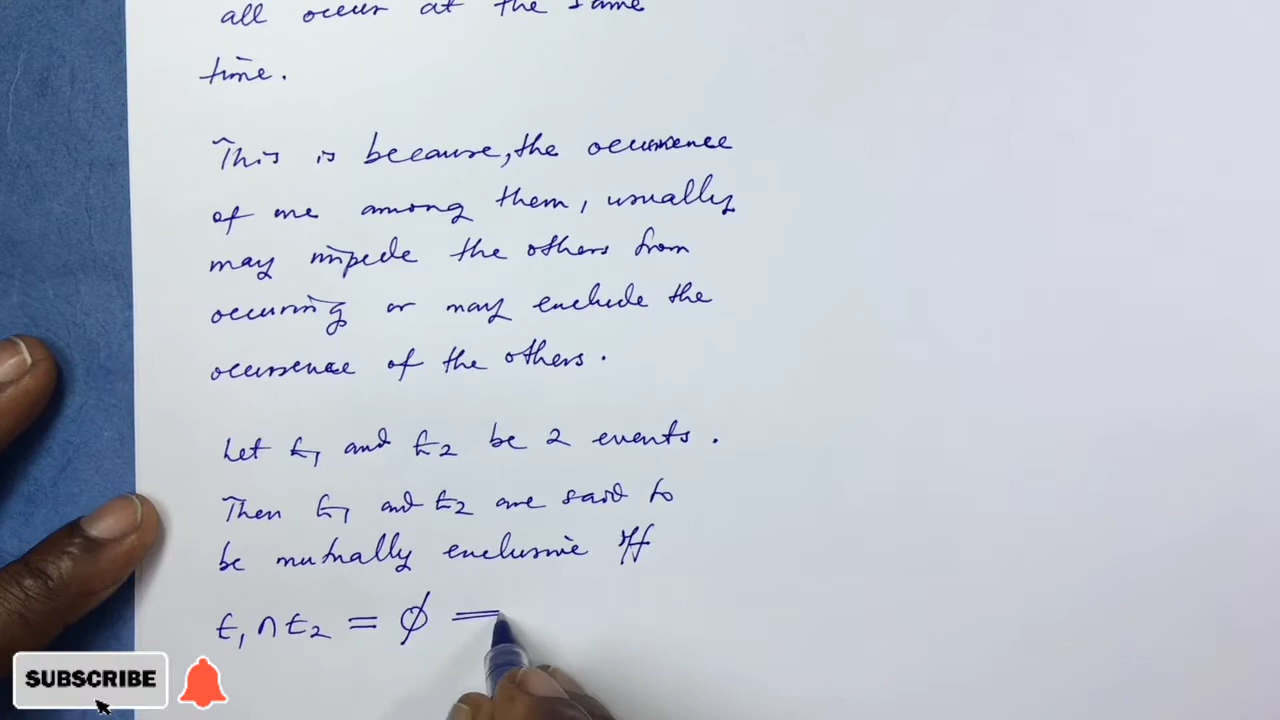 all occur at the same
time.
This is because, the occurrence
of one among them, usually
may impede the others from
occuring or may exclude the
occurrence of the others.
Let E₁ and E₂ be 2 events.
Then E₁ and E₂ are said to
be mutually exclusive iff
E₁ ∩ E₂ = ϕ =
SUBSCRIBE